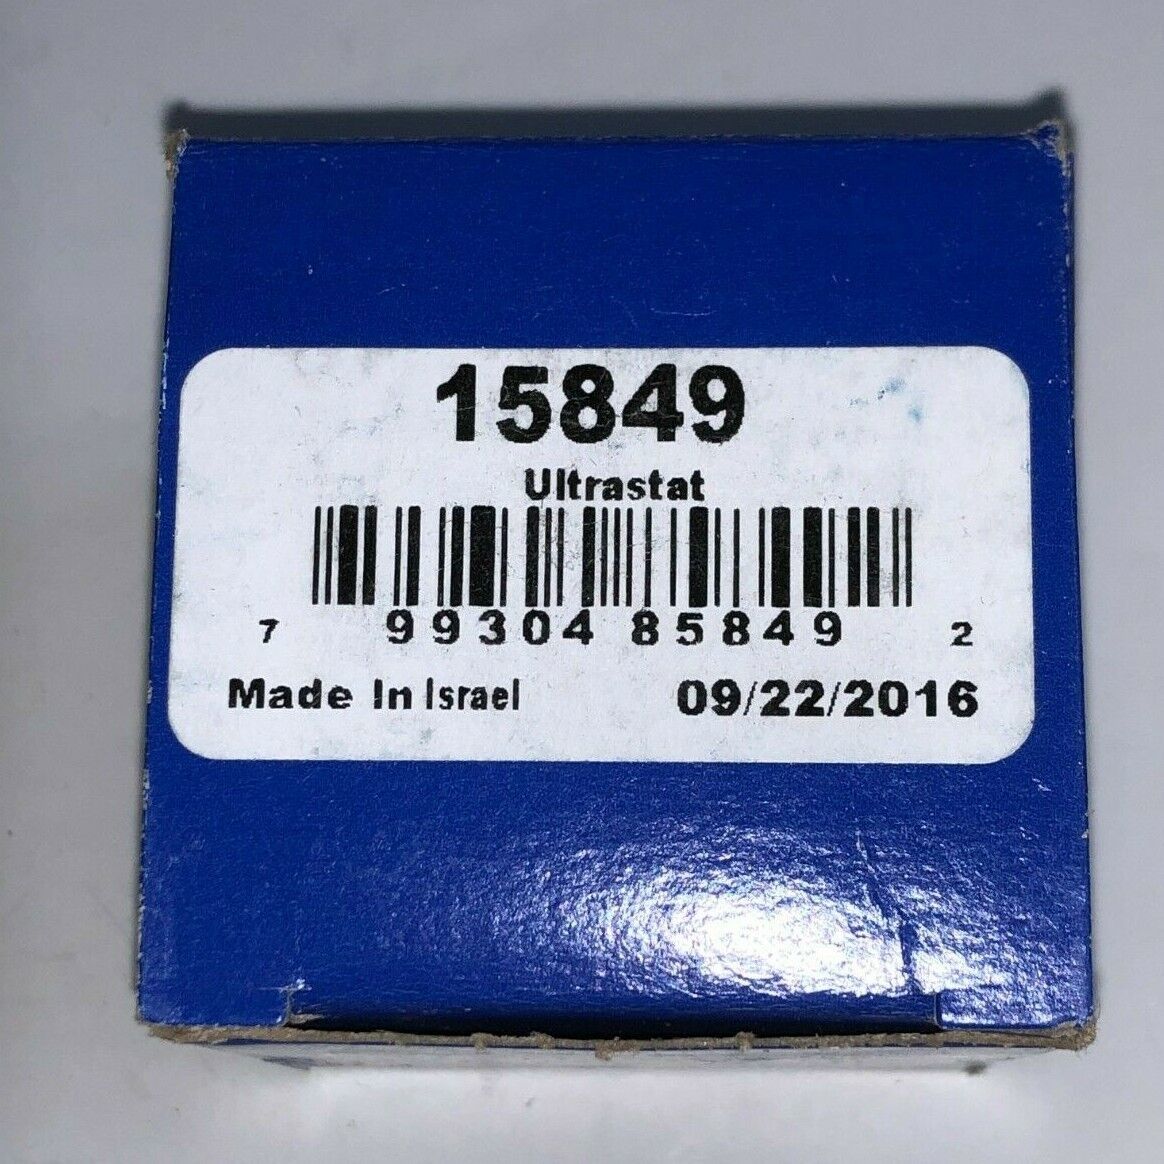 15849
Ultrastat
7 99304 85849 2
Made In Israel 09/22/2016